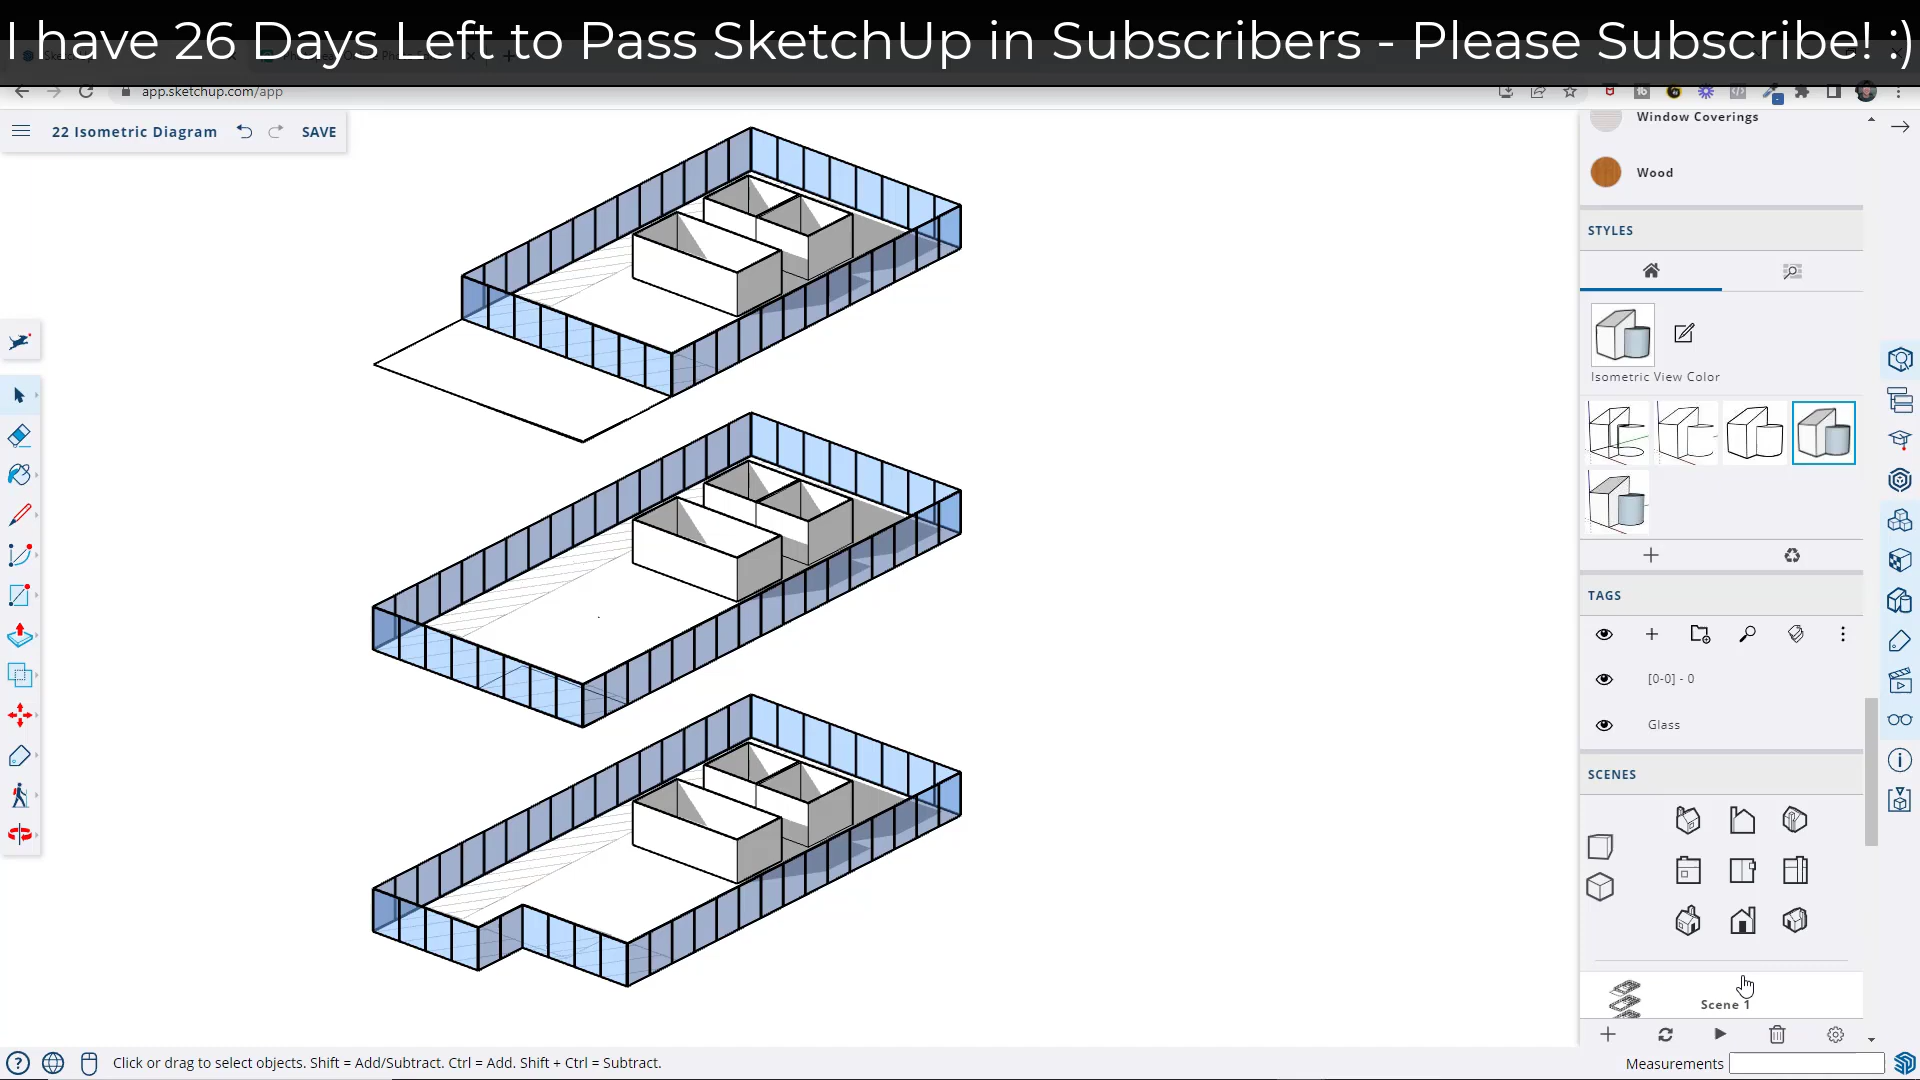 I have 26 Days Left to Pass SketchUp in Subscribers - Please Subscribe! :)
app.sketchup.com/app
22 Isometric Diagram
SAVE
Window Coverings
Wood
STYLES
Isometric View Color
TAGS
[0-0] - 0
Glass
SCENES
Scene 1
Click or drag to select objects. Shift = Add/Subtract. Ctrl = Add. Shift + Ctrl = Subtract.
Measurements